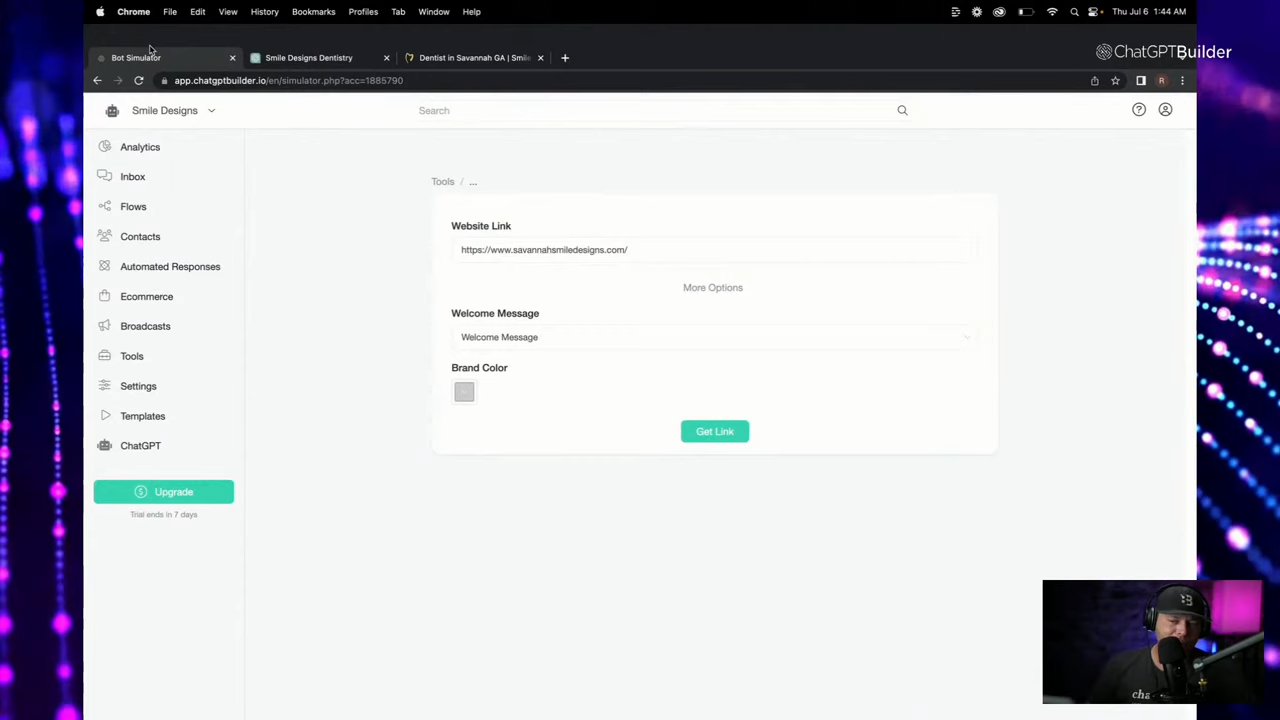 Chrome File Edit View History Bookmarks Profiles Tab Window Help Thu Jul 6 1:44 AM
Bot Simulator Smile Designs Dentistry Dentist in Savannah GA | Smile
ChatGPTBuilder
app.chatgptbuilder.io/en/simulator.php?acc=1885790 R
Smile Designs Search
Analytics
Inbox
Flows
Contacts
Automated Responses
Ecommerce
Broadcasts
Tools
Settings
Templates
ChatGPT
Upgrade
Trial ends in 7 days
Tools / ...
Website Link
https://www.savannahsmiledesigns.com/
More Options
Welcome Message
Welcome Message
Brand Color
Get Link